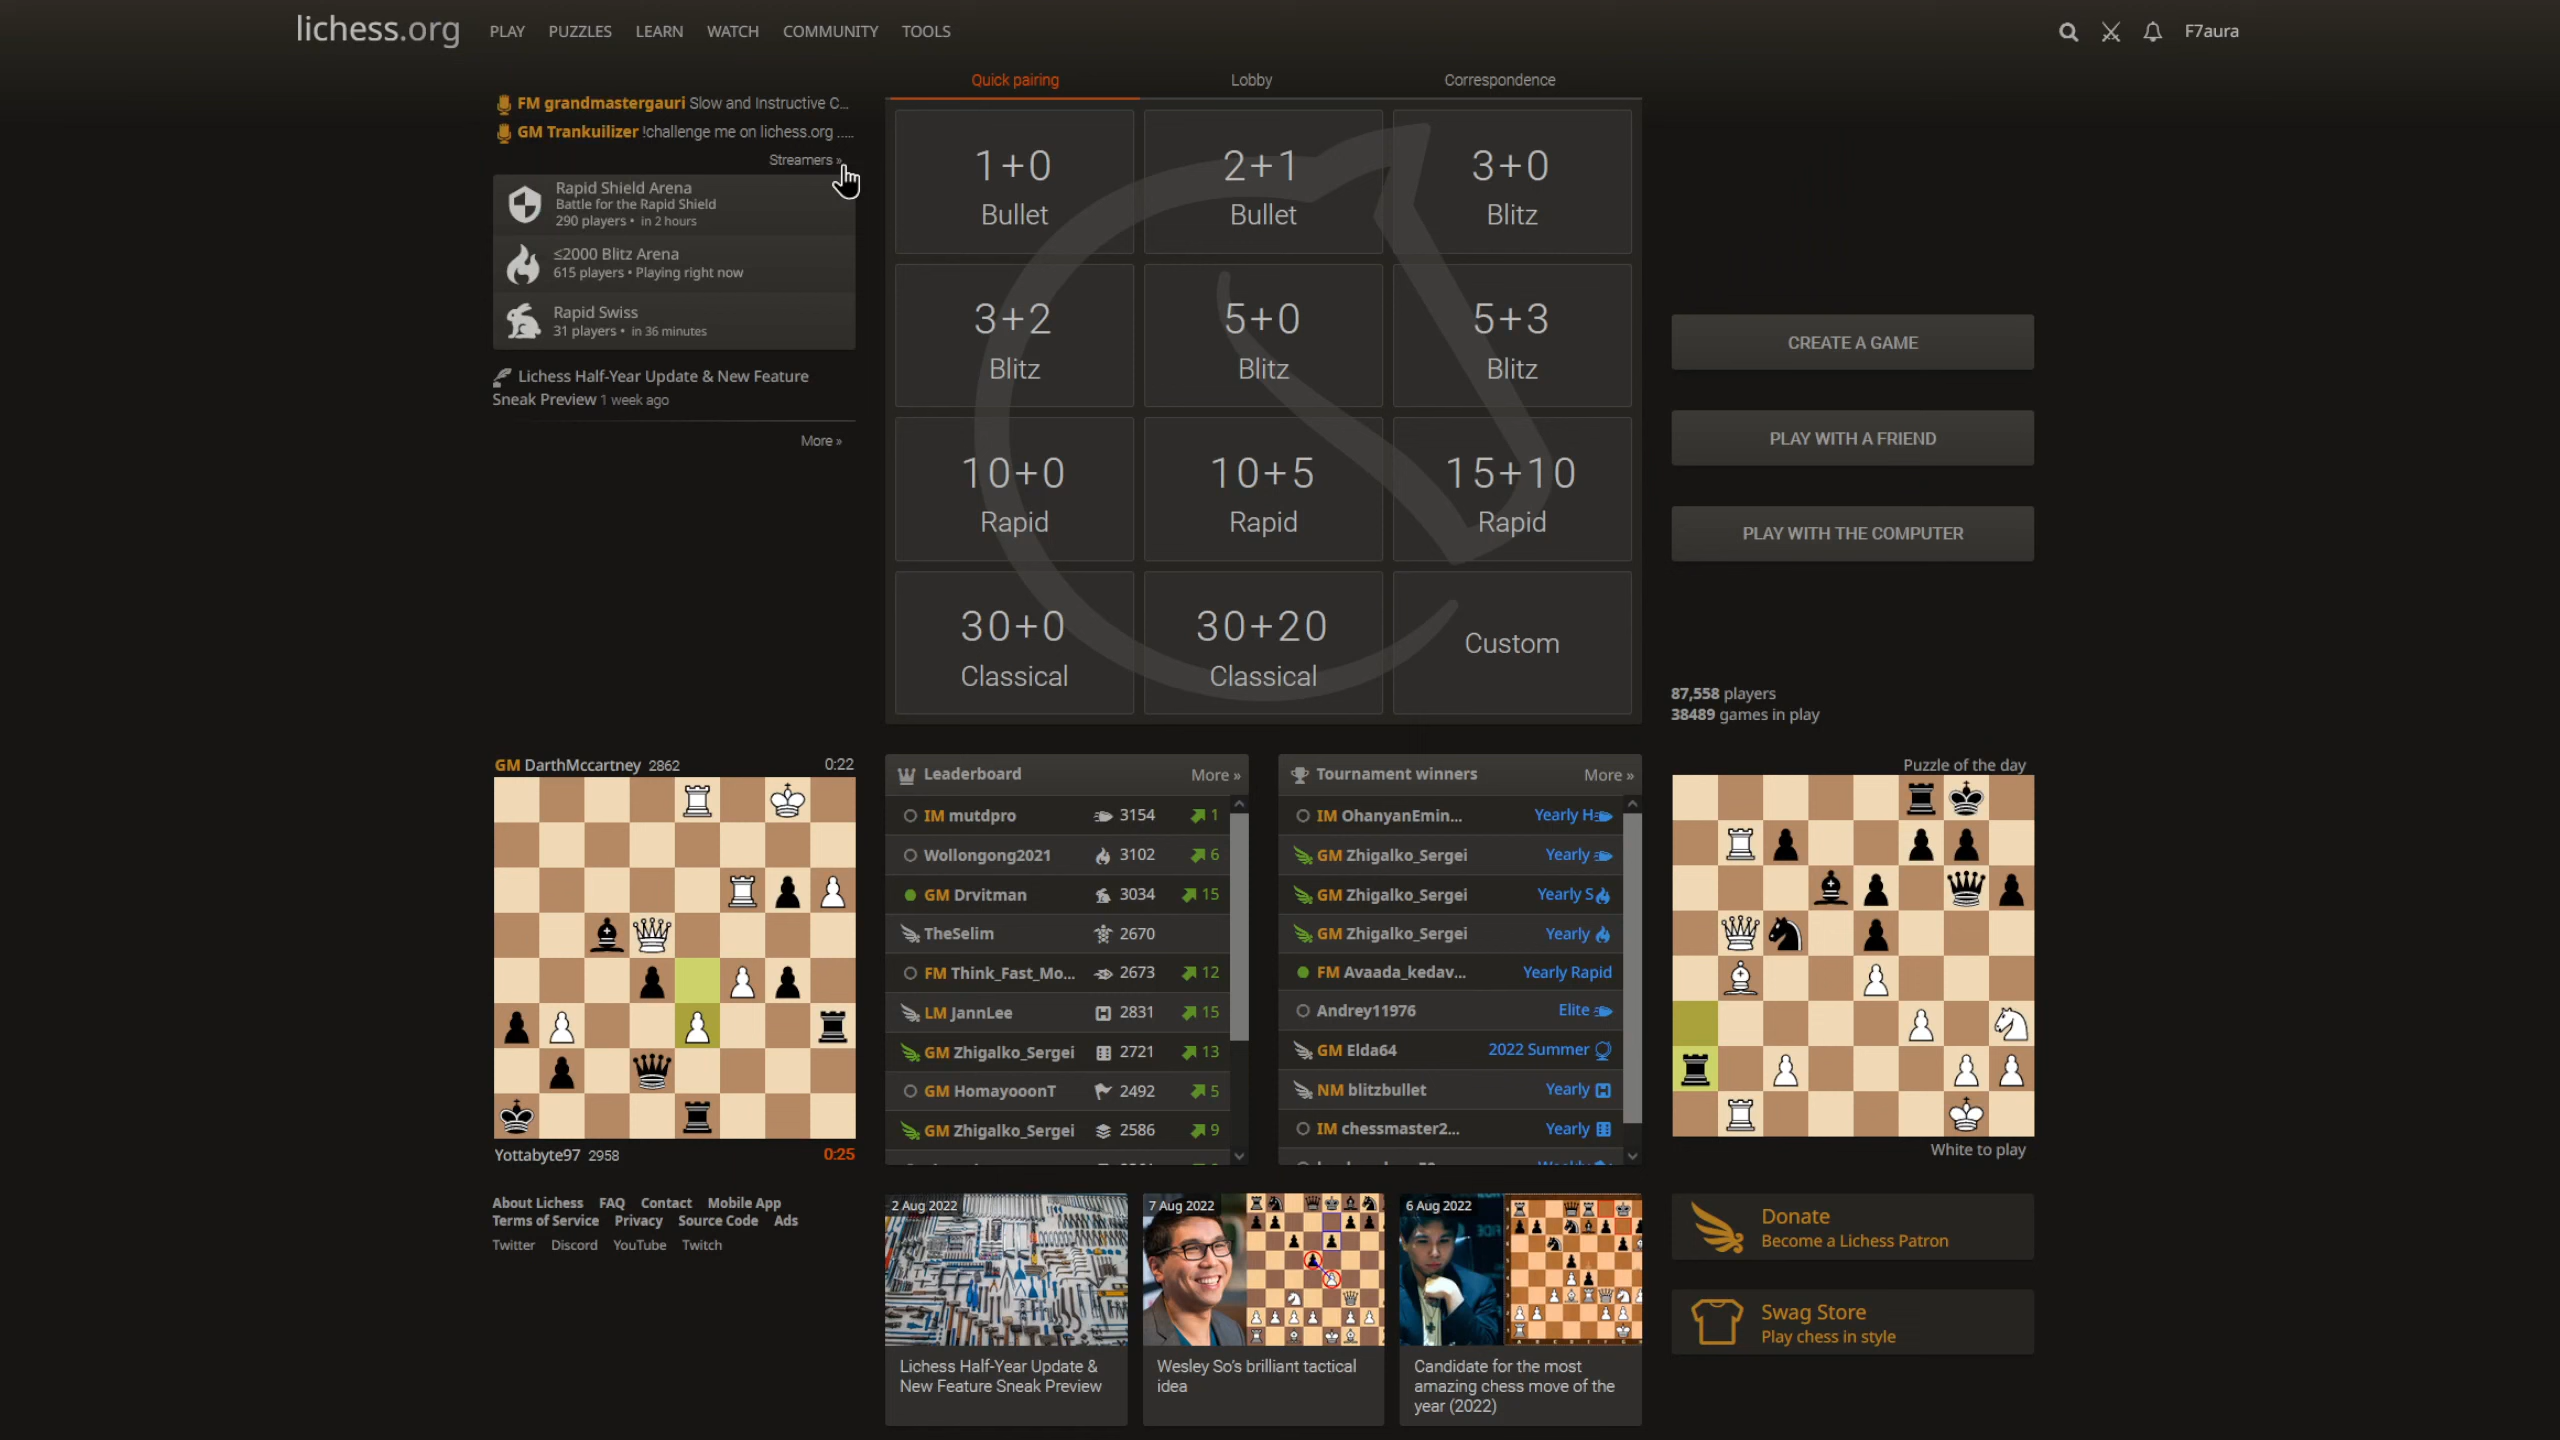 lichess.org
PLAY PUZZLES LEARN WATCH COMMUNITY TOOLS
F7aura
FM grandmastergauri Slow and Instructive C...
GM Trankuilizer !challenge me on lichess.org .....
Streamers »
Rapid Shield Arena
Battle for the Rapid Shield
290 players • in 2 hours
≤2000 Blitz Arena
615 players • Playing right now
Rapid Swiss
31 players • in 36 minutes
Lichess Half-Year Update & New Feature
Sneak Preview 1 week ago
More »
Quick pairing Lobby Correspondence
1+0 2+1 3+0
Bullet Bullet Blitz
3+2 5+0 5+3
Blitz Blitz Blitz
10+0 10+5 15+10
Rapid Rapid Rapid
30+0 30+20
Custom
Classical Classical
CREATE A GAME
PLAY WITH A FRIEND
PLAY WITH THE COMPUTER
87,558 players
38489 games in play
GM DarthMccartney 2862 0:22
Yottabyte97 2958 0:25
Leaderboard More »
IM mutdpro 3154 1
Wollongong2021 3102 6
GM Drvitman 3034 15
TheSelim 2670
FM Think_Fast_Mo... 2673 12
LM JannLee 2831 15
GM Zhigalko_Sergei 2721 13
GM HomayooonT 2492 5
GM Zhigalko_Sergei 2586 9
Tournament winners More »
IM OhanyanEmin... Yearly H
GM Zhigalko_Sergei Yearly
GM Zhigalko_Sergei Yearly S
GM Zhigalko_Sergei Yearly
FM Avaada_kedav... Yearly Rapid
Andrey11976 Elite
GM Elda64 2022 Summer
NM blitzbullet Yearly
IM chessmaster2... Yearly
Puzzle of the day
White to play
About Lichess FAQ Contact Mobile App
Terms of Service Privacy Source Code Ads
Twitter Discord YouTube Twitch
2 Aug 2022
Lichess Half-Year Update &
New Feature Sneak Preview
7 Aug 2022
Wesley So's brilliant tactical
idea
6 Aug 2022
Candidate for the most
amazing chess move of the
year (2022)
Donate
Become a Lichess Patron
Swag Store
Play chess in style